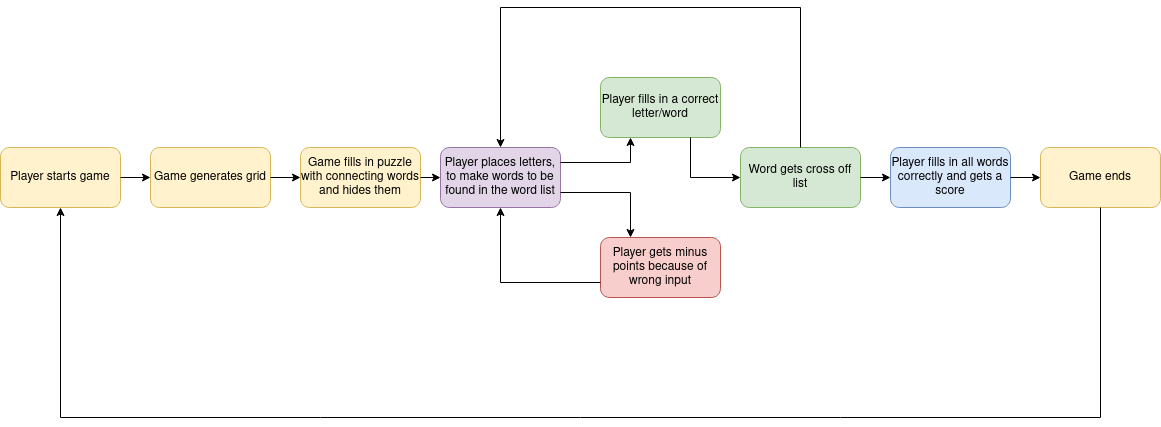 Player starts game
Game generates grid
Game fills in puzzle
with connecting words
and hides them
Player places letters,
to make words to be
found in the word list
Player fills in a correct
letter/word
Player gets minus
points because of
wrong input
Word gets cross off
list
Player fills in all words
correctly and gets a
score
Game ends